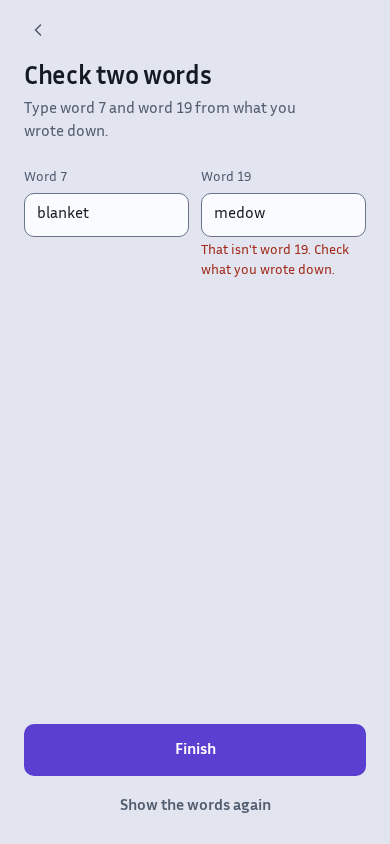 Check two words
Type word 7 and word 19 from what you
wrote down.
Word 7
Word 19
blanket
medow
That isn't word 19. Check
what you wrote down.
Finish
Show the words again